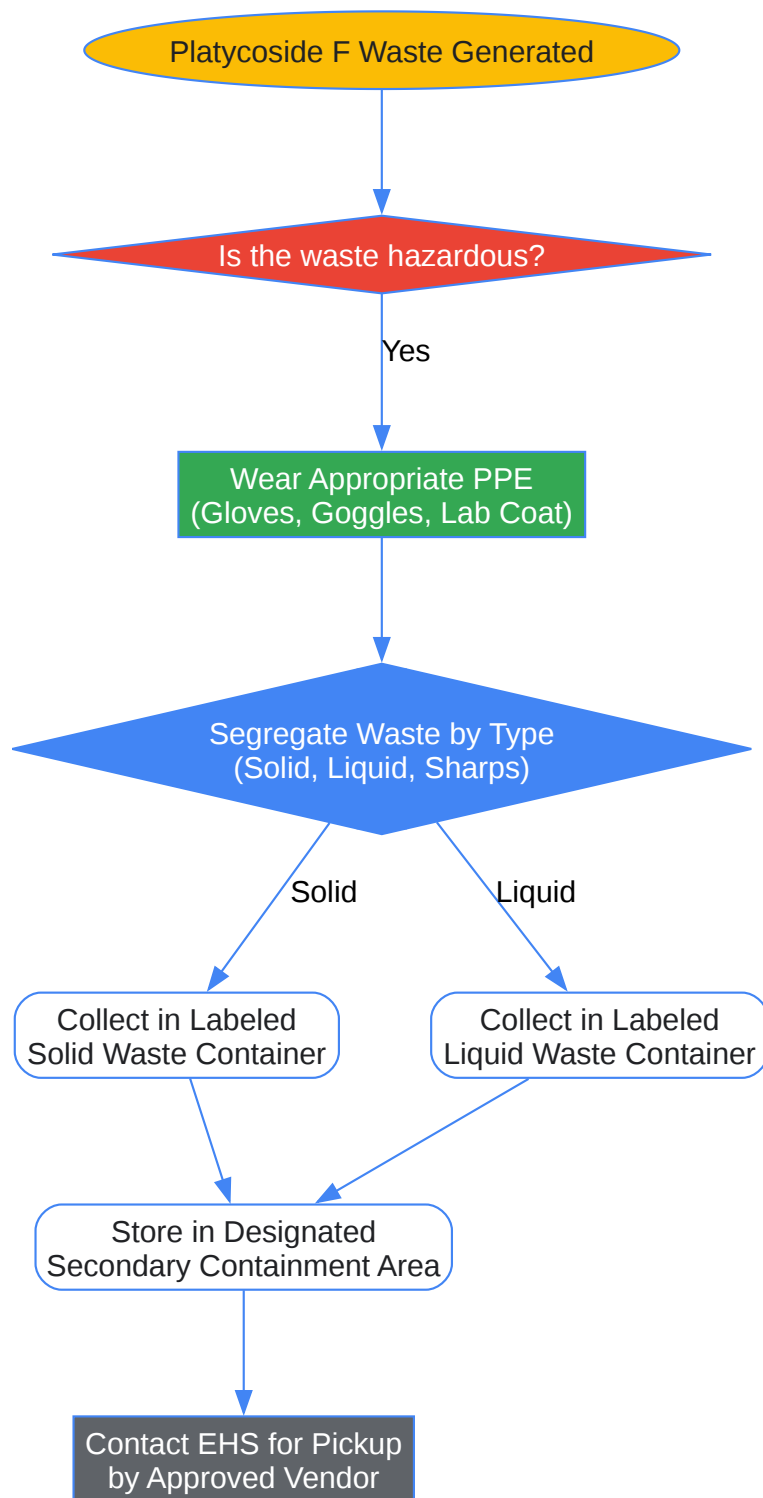 Platycoside F Waste Generated
Is the waste hazardous?
Yes
Wear Appropriate PPE
(Gloves, Goggles, Lab Coat)
Segregate Waste by Type
(Solid, Liquid, Sharps)
Solid
Liquid
Collect in Labeled
Solid Waste Container
Collect in Labeled
Liquid Waste Container
Store in Designated
Secondary Containment Area
Contact EHS for Pickup
by Approved Vendor